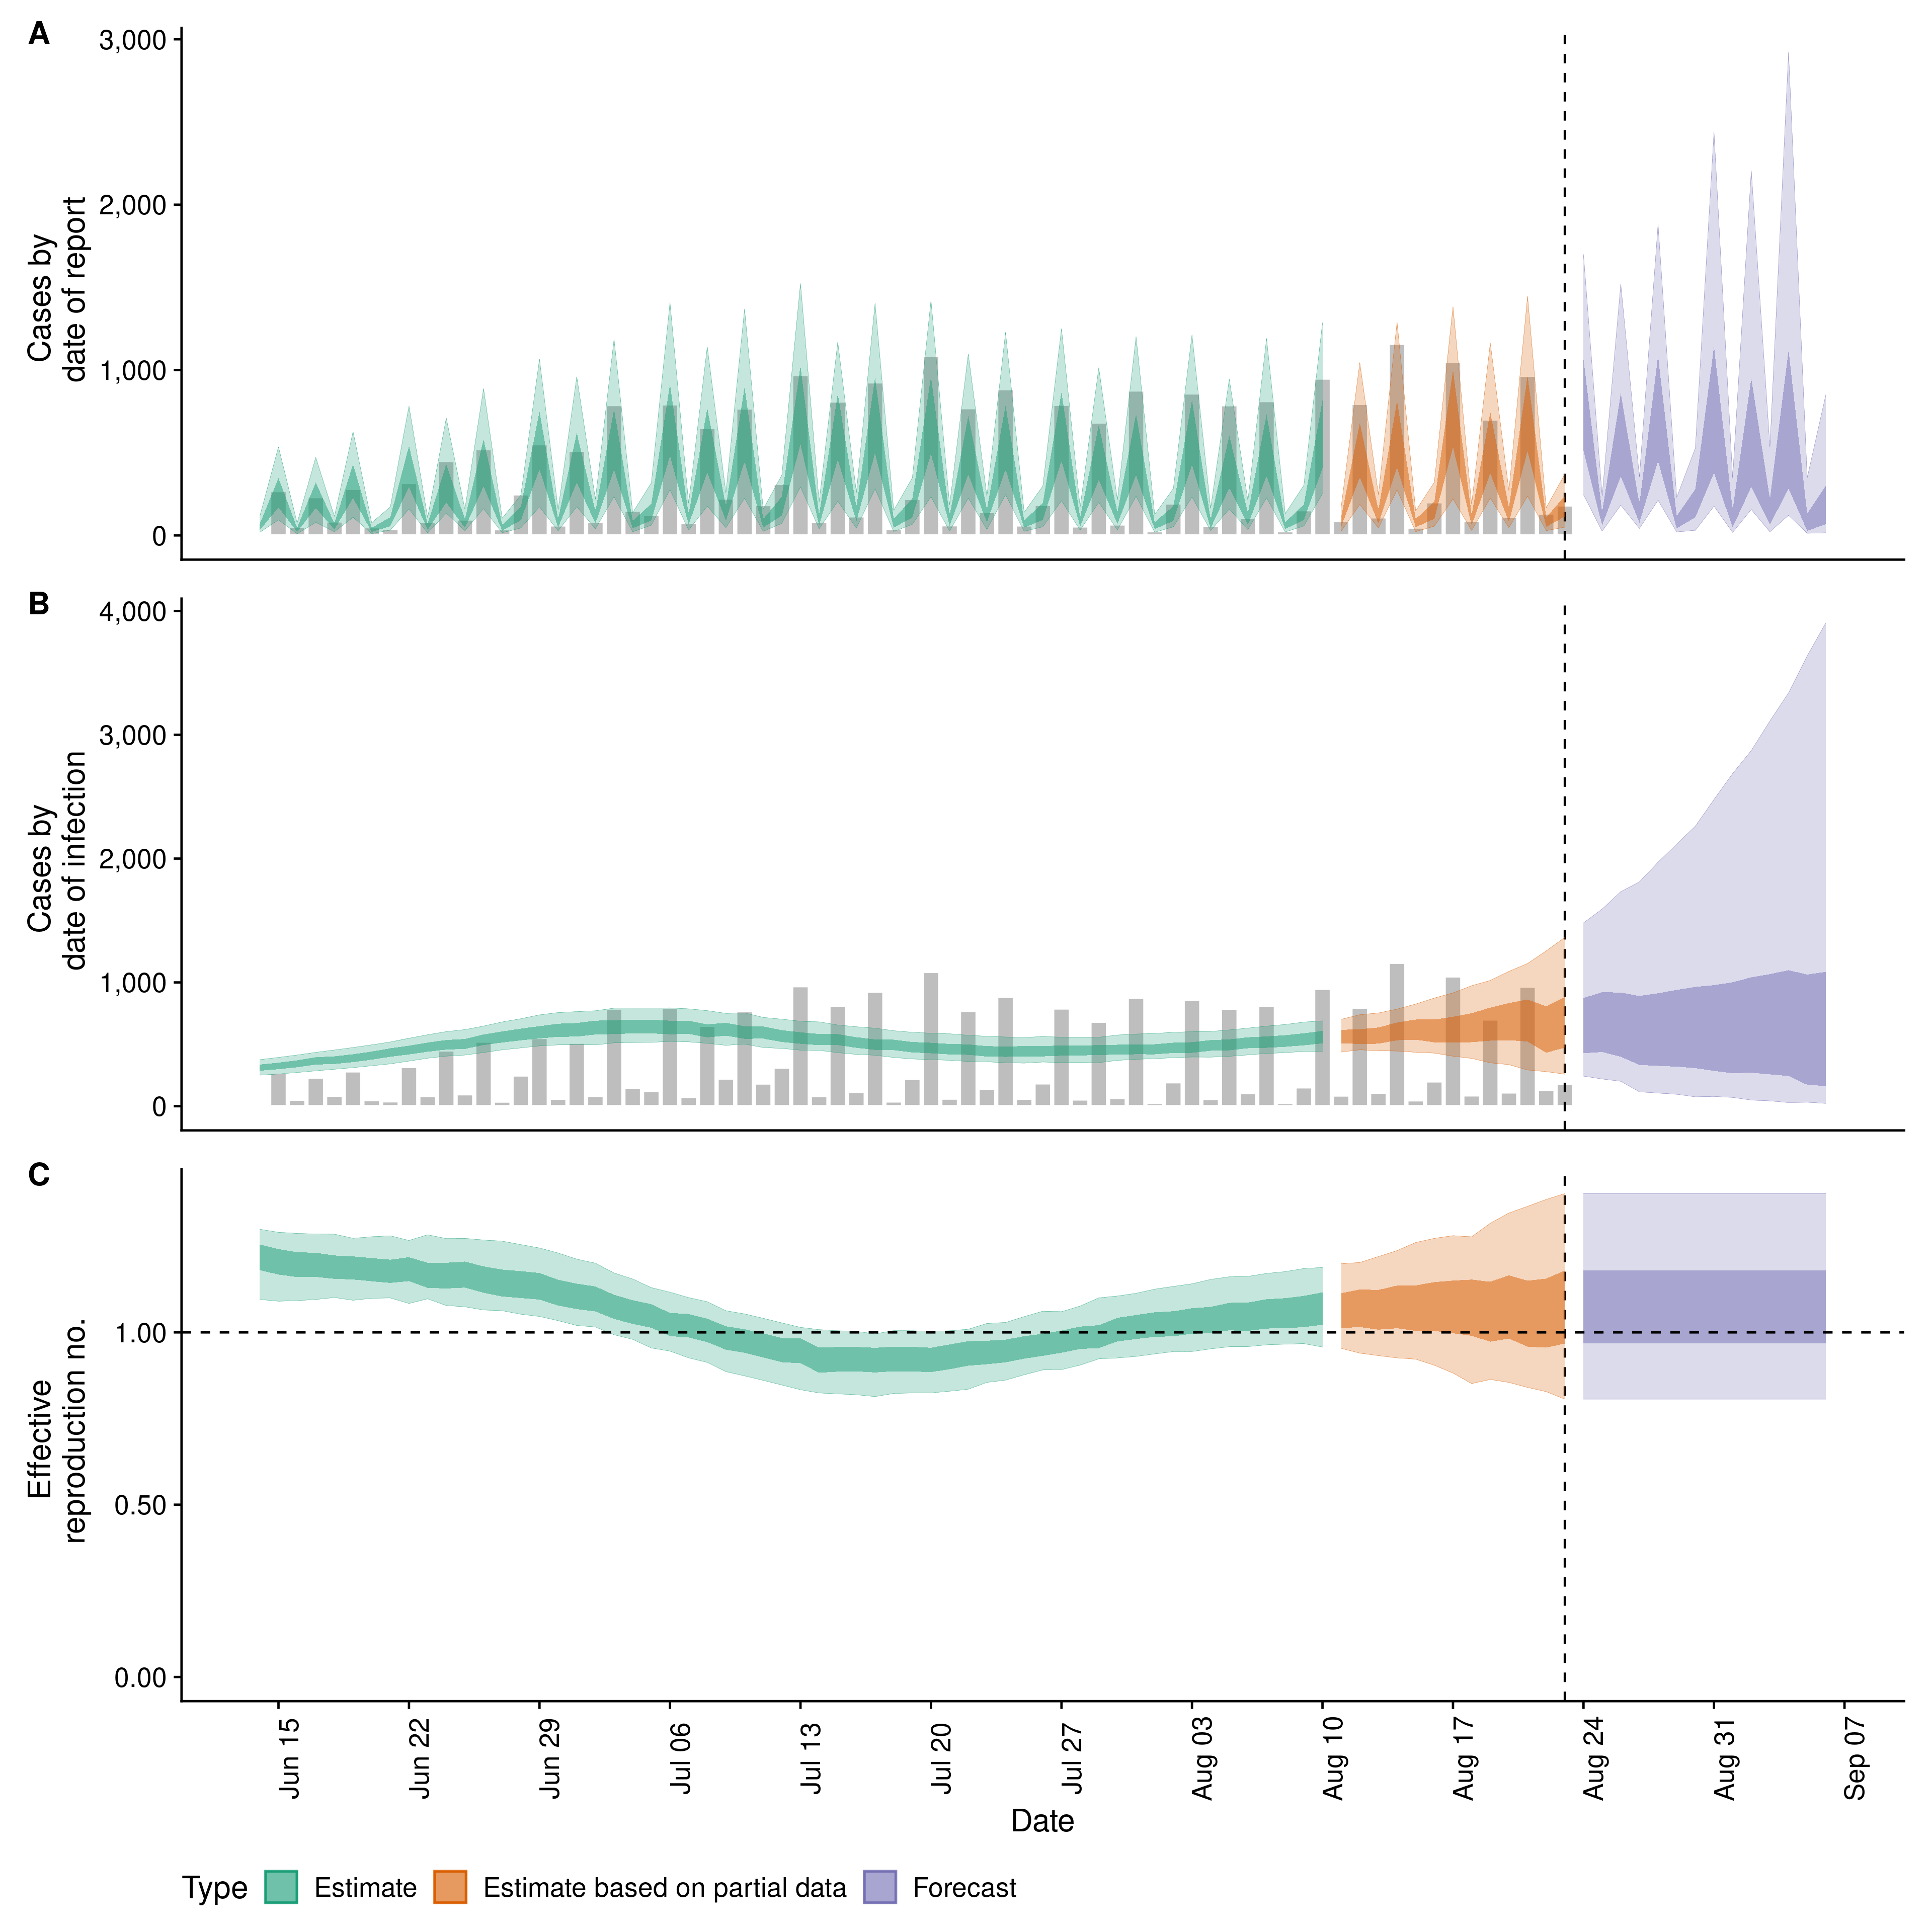 A
3,000
2,000
1,000
0
Cases by
date of report
B
4,000
3,000
2,000
1,000
0
Cases by
date of infection
C
1.00
0.50
0.00
Effective
reproduction no.
Jun 15
Jun 22
Jun 29
Jul 06
Jul 13
Jul 20
Jul 27
Aug 03
Aug 10
Aug 17
Aug 24
Aug 31
Sep 07
Date
Type
Estimate
Estimate based on partial data
Forecast